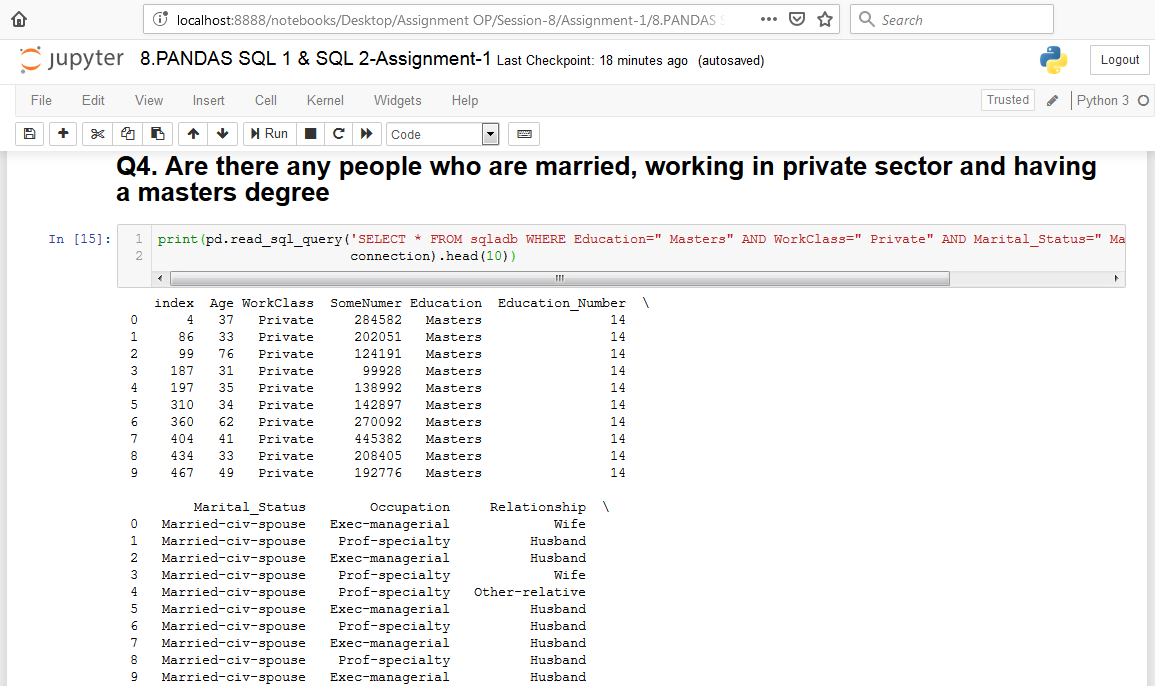 localhost:8888/notebooks/Desktop/Assignment OP/Session-8/Assignment-1/8.PANDAS S
Search
jupyter 8.PANDAS SQL 1 & SQL 2-Assignment-1 Last Checkpoint: 18 minutes ago (autosaved)
Logout
File Edit View Insert Cell Kernel Widgets Help
Trusted Python 3
Run Code
Q4. Are there any people who are married, working in private sector and having
a masters degree
In [15]: 1 print(pd.read_sql_query('SELECT * FROM sqladb WHERE Education=" Masters" AND WorkClass=" Private" AND Marital_Status=" Ma
2 connection).head(10))
index Age WorkClass SomeNumer Education Education_Number \
0 4 37 Private 284582 Masters 14
1 86 33 Private 202051 Masters 14
2 99 76 Private 124191 Masters 14
3 187 31 Private 99928 Masters 14
4 197 35 Private 138992 Masters 14
5 310 34 Private 142897 Masters 14
6 360 62 Private 270092 Masters 14
7 404 41 Private 445382 Masters 14
8 434 33 Private 208405 Masters 14
9 467 49 Private 192776 Masters 14
Marital_Status Occupation Relationship \
0 Married-civ-spouse Exec-managerial Wife
1 Married-civ-spouse Prof-specialty Husband
2 Married-civ-spouse Exec-managerial Husband
3 Married-civ-spouse Prof-specialty Wife
4 Married-civ-spouse Prof-specialty Other-relative
5 Married-civ-spouse Exec-managerial Husband
6 Married-civ-spouse Prof-specialty Husband
7 Married-civ-spouse Exec-managerial Husband
8 Married-civ-spouse Prof-specialty Husband
9 Married-civ-spouse Exec-managerial Husband